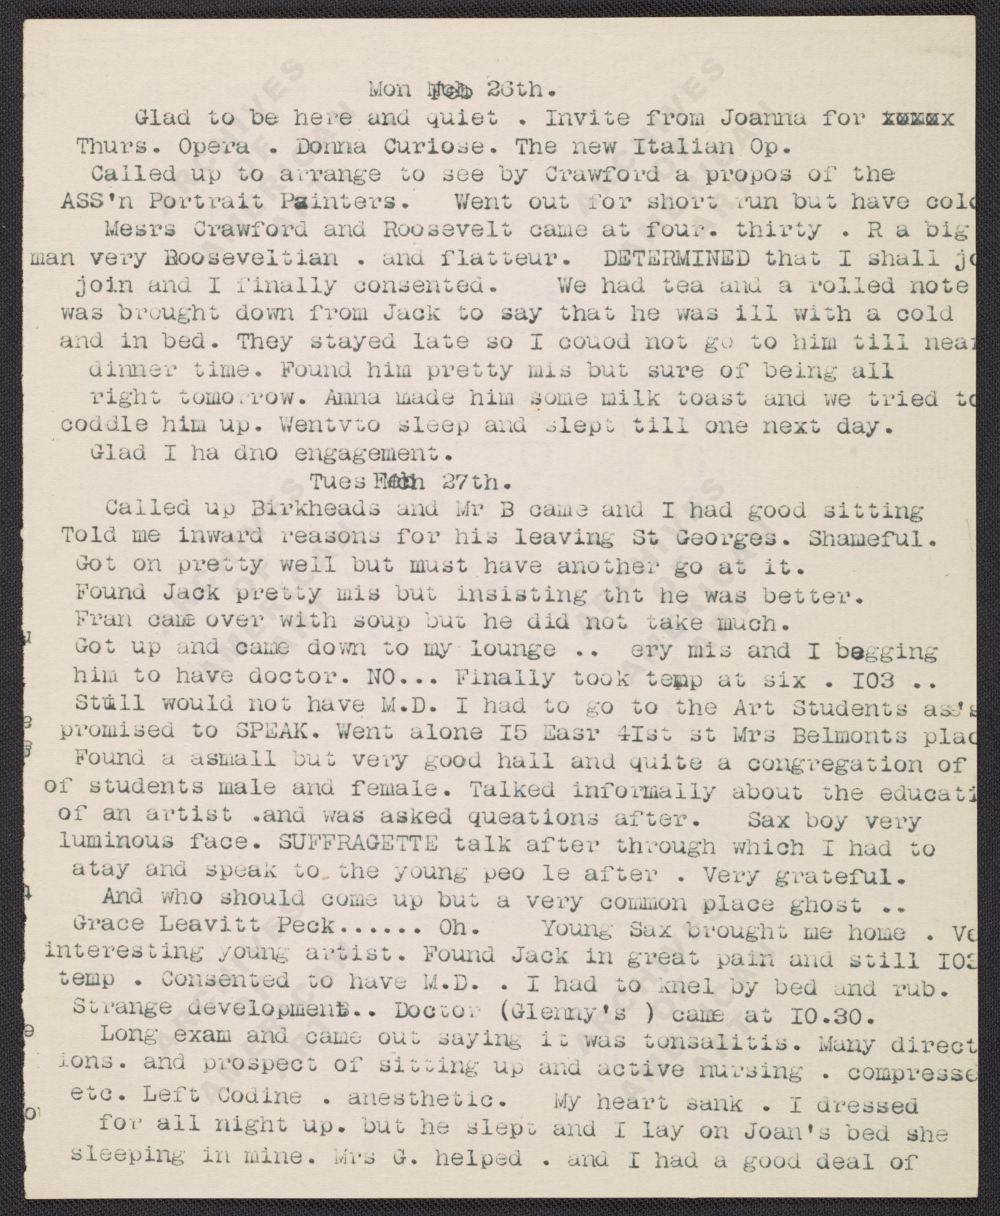 Mon Feb 26th.
Glad to be here and quiet . Invite from Joanna for xoxoxx
Thurs. Opera . Donna Curiose. The new Italian Op.
Called up to arrange to see by Crawford a propos of the
ASS'n Portrait Painters. Went out for short run but have cold
Mesrs Crawford and Roosevelt came at four. thirty . R a big
man very Rooseveltian . and flatteur. DETERMINED that I shall jo
join and I finally consented. We had tea and a rolled note
was brought down from Jack to say that he was ill with a cold
and in bed. They stayed late so I couod not go to him till near
dinner time. Found him pretty mis but sure of being all
right tomorrow. Amna made him some milk toast and we tried to
coddle him up. Wentvto sleep and slept till one next day.
Glad I ha dno engagement.
Tues Feb 27th.
Called up Birkheads and Mr B came and I had good sitting
Told me inward reasons for his leaving St Georges. Shameful.
Got on pretty well but must have another go at it.
Found Jack pretty mis but insisting tht he was better.
Fran came over with soup but he did not take much.
Got up and came down to my lounge .. ery mis and I begging
him to have doctor. NO... Finally took temp at six . I03 ..
Still would not have M.D. I had to go to the Art Students ass's
promised to SPEAK. Went alone I5 Easr 4Ist st Mrs Belmonts plac
Found a asmall but very good hall and quite a congregation of
of students male and female. Talked informally about the educati
of an artist .and was asked queations after. Sax boy very
luminous face. SUFFRAGETTE talk after through which I had to
atay and speak to the young peo le after . Very grateful.
And who should come up but a very common place ghost ..
Grace Leavitt Peck...... Oh. Young Sax brought me home . Ve
interesting young artist. Found Jack in great pain and still I03
temp . Consented to have M.D. . I had to knel by bed and rub.
Strange development.. Doctor (Glenny's ) came at I0.30.
Long exam and came out saying it was tonsalitis. Many direct
ions. and prospect of sitting up and active nursing . compresse
etc. Left Codine . anesthetic. My heart sank . I dressed
for all night up. but he slept and I lay on Joan's bed she
sleeping in mine. Mrs G. helped . and I had a good deal of